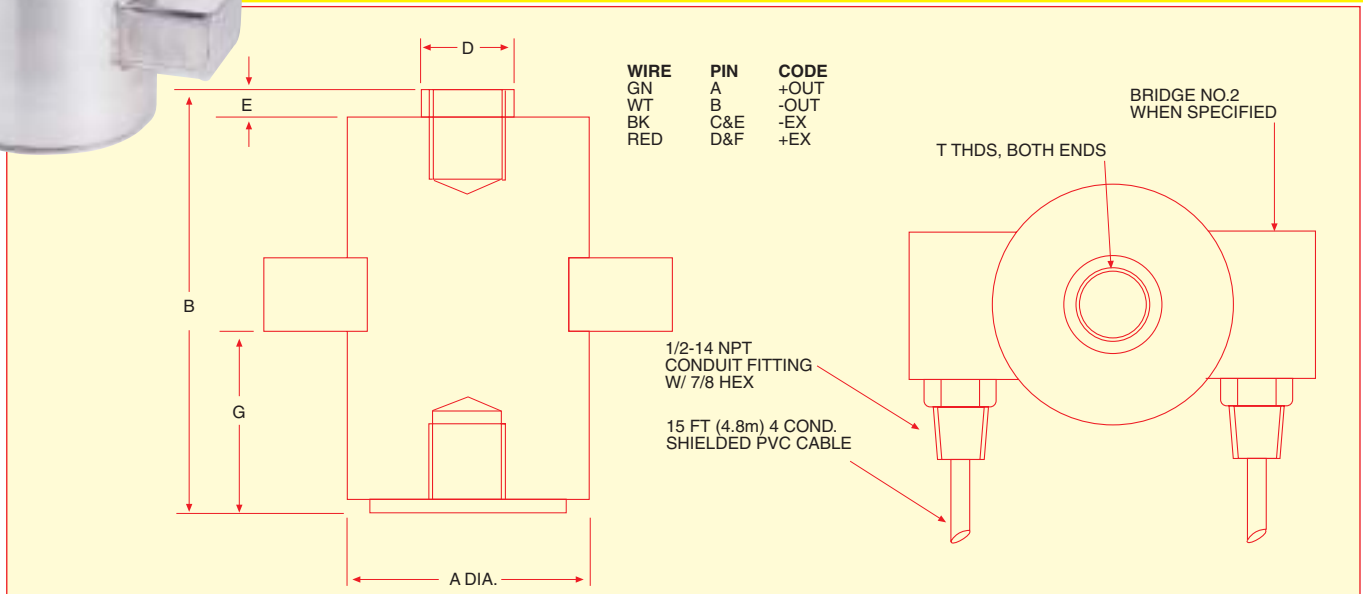 D
E
B
G
A DIA.
WIRE PIN CODE
GN A +OUT
WT B -OUT
BK C&E -EX
RED D&F +EX
BRIDGE NO.2
WHEN SPECIFIED
T THDS, BOTH ENDS
1/2-14 NPT
CONDUIT FITTING
W/ 7/8 HEX
15 FT (4.8m) 4 COND.
SHIELDED PVC CABLE